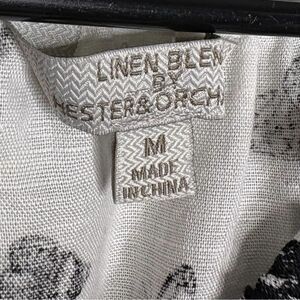 LINEN BLEN
BY
HESTER & ORCH
M
MADE
IN CHINA